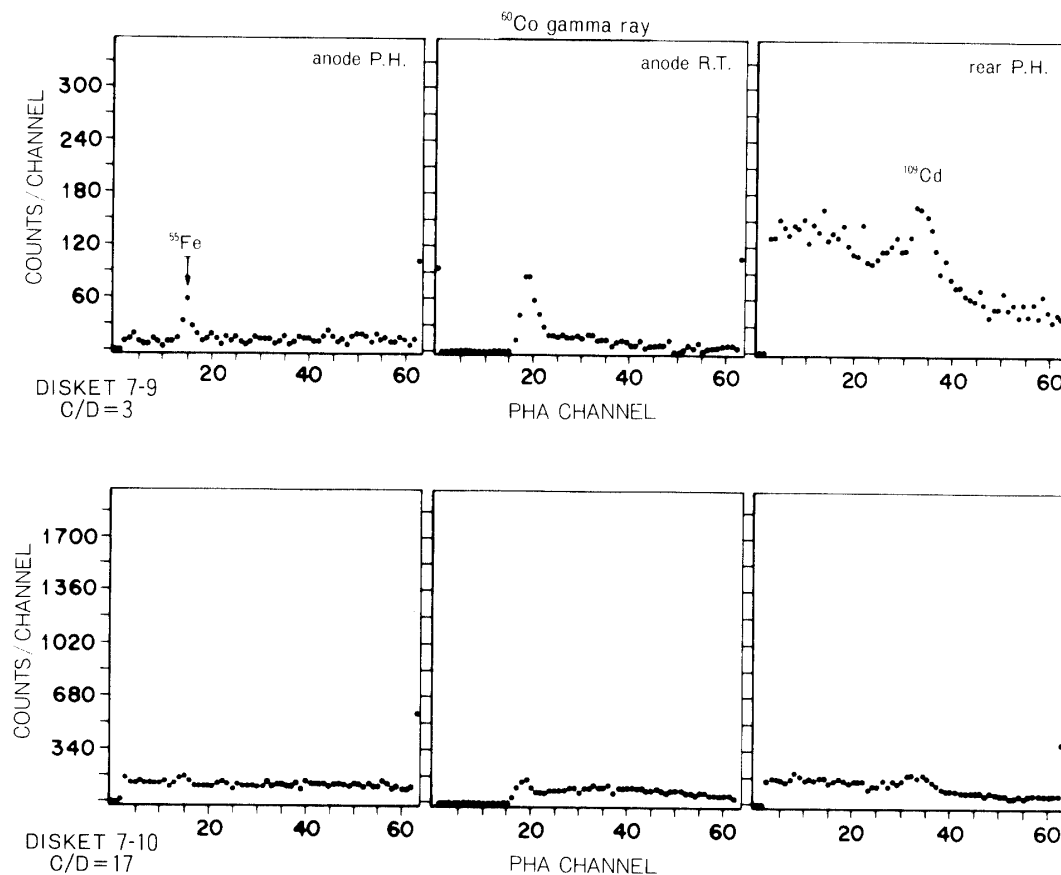 ⁶⁰Co gamma ray
anode P.H.
anode R.T.
rear P.H.
COUNTS/CHANNEL
300
240
180
120
60
⁵⁵Fe
¹⁰⁹Cd
20 40 60
20 40 60
20 40 60
DISKET 7-9
C/D=3
PHA CHANNEL
COUNTS/CHANNEL
1700
1360
1020
680
340
20 40 60
20 40 60
20 40 60
DISKET 7-10
C/D=17
PHA CHANNEL